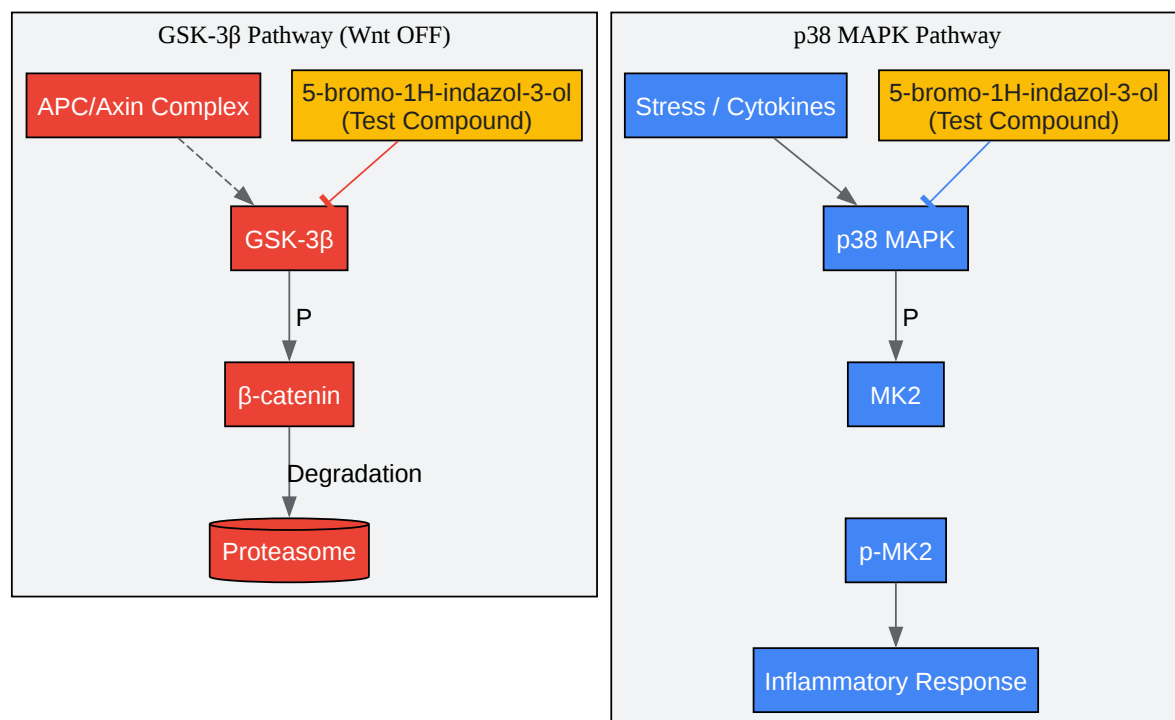 GSK-3β Pathway (Wnt OFF)
APC/Axin Complex
5-bromo-1H-indazol-3-ol
(Test Compound)
GSK-3β
P
β-catenin
Degradation
Proteasome
p38 MAPK Pathway
Stress / Cytokines
5-bromo-1H-indazol-3-ol
(Test Compound)
p38 MAPK
P
MK2
p-MK2
Inflammatory Response